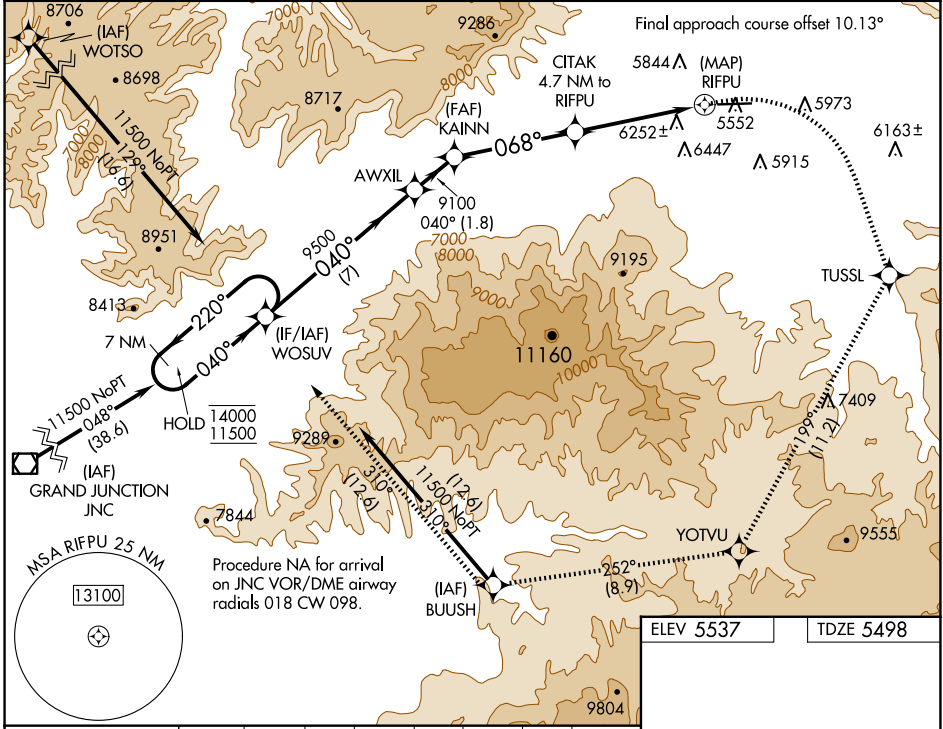 8706
(IAF)
WOTSO
8698
7000
8000
11500 NoPT
129°
(16.6)
8951
8413
8717
9286
8000
7000
Final approach course offset 10.13°
CITAK
4.7 NM to
RIFPU
5844
(MAP)
RIFPU
5973
5552
6252±
6447
5915
6163±
(FAF)
KAINN
068°
AWXIL
9100
040° (1.8)
9500
040°
(7)
7000
8000
9195
9000
11160
10000
TUSSL
220°
7 NM
040°
(IF/IAF)
WOSUV
HOLD
14000
11500
11500 NoPT
048°
(38.6)
(IAF)
GRAND JUNCTION
JNC
9289
310°
(12.6)
11500 NoPT
(12.6)
310°
7409
199°
(11.2)
7844
YOTVU
9555
252°
(8.9)
(IAF)
BUUSH
Procedure NA for arrival
on JNC VOR/DME airway
radials 018 CW 098.
MSA RIFPU 25 NM
13100
ELEV 5537
TDZE 5498
9804